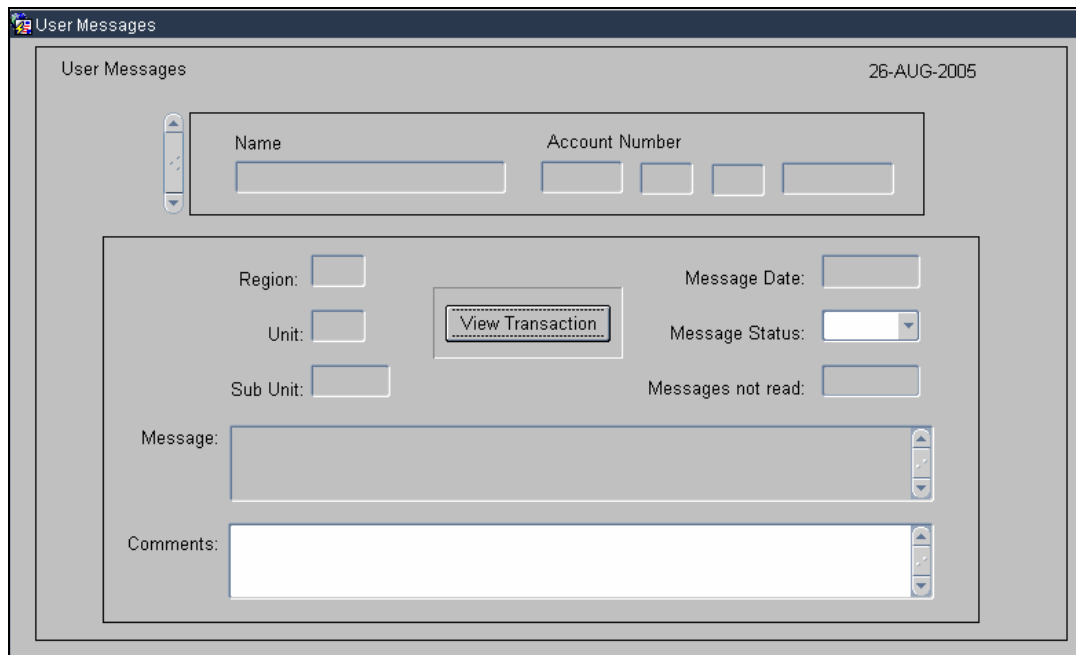 User Messages
User Messages 26-AUG-2005
Name Account Number
Region: Message Date:
View Transaction
Unit: Message Status:
Sub Unit: Messages not read:
Message:
Comments: